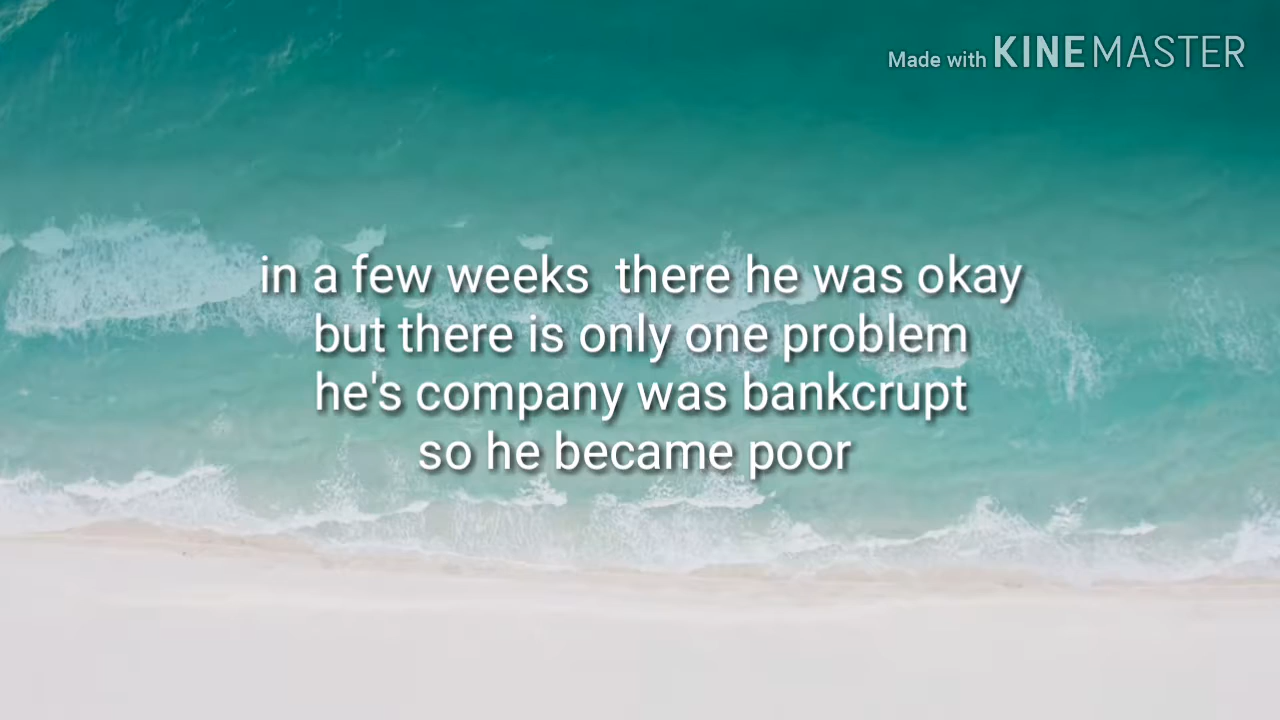 Made with KINEMASTER
in a few weeks  there he was okay
but there is only one problem
he's company was bankcrupt
so he became poor